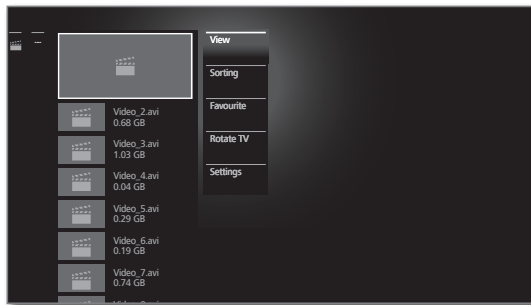 View
Sorting
Favourite
Rotate TV
Settings
Video_2.avi
0.68 GB
Video_3.avi
1.03 GB
Video_4.avi
0.04 GB
Video_5.avi
0.29 GB
Video_6.avi
0.19 GB
Video_7.avi
0.74 GB